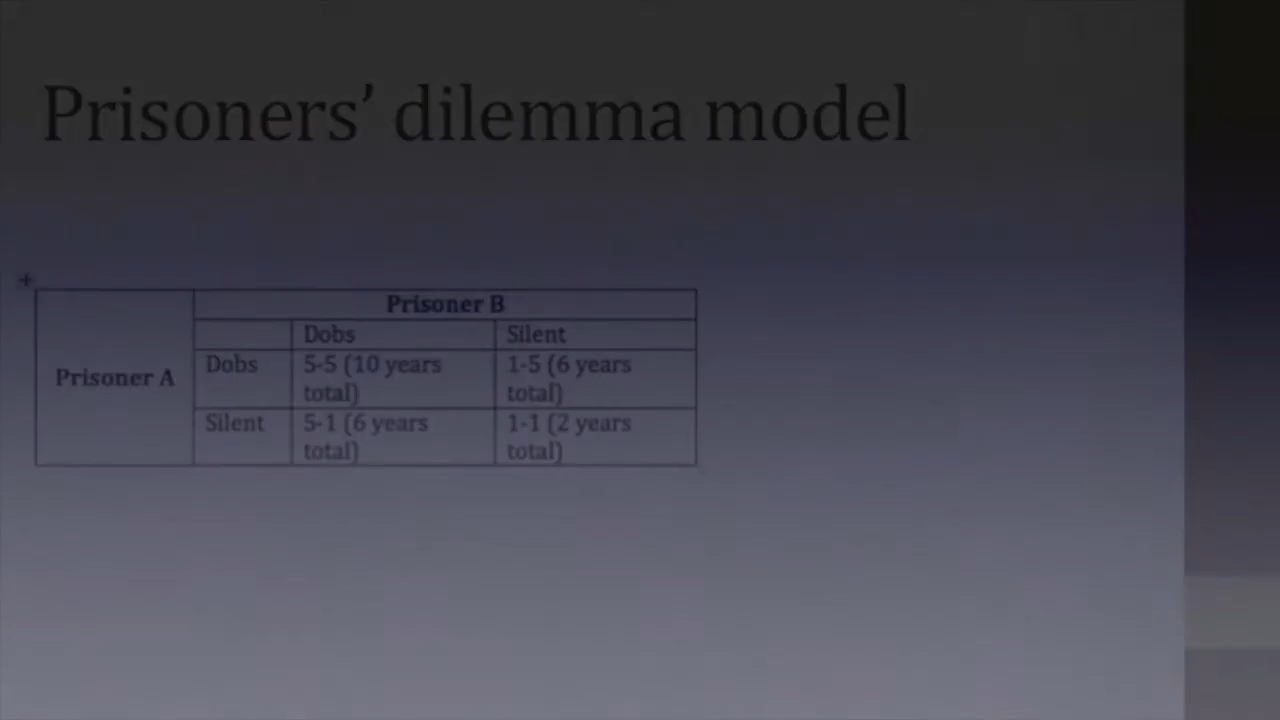 Prisoners' dilemma model
Prisoner B
Dobs Silent
Prisoner A
Dobs 5-5 (10 years total) 1-5 (6 years total)
Silent 5-1 (6 years total) 1-1 (2 years total)